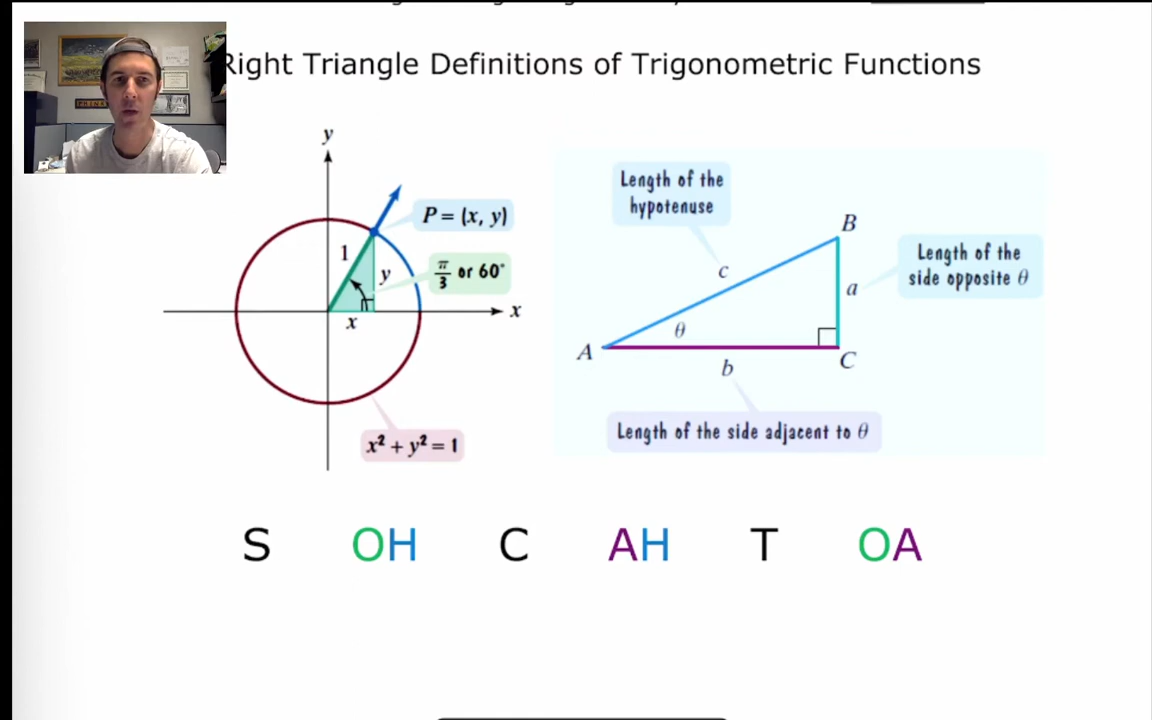 Right Triangle Definitions of Trigonometric Functions
y
P = (x, y)
1
y
π/3 or 60°
x
x
x² + y² = 1
Length of the
hypotenuse
B
Length of the
side opposite θ
c
a
θ
A
C
b
Length of the side adjacent to θ
S OH C AH T OA